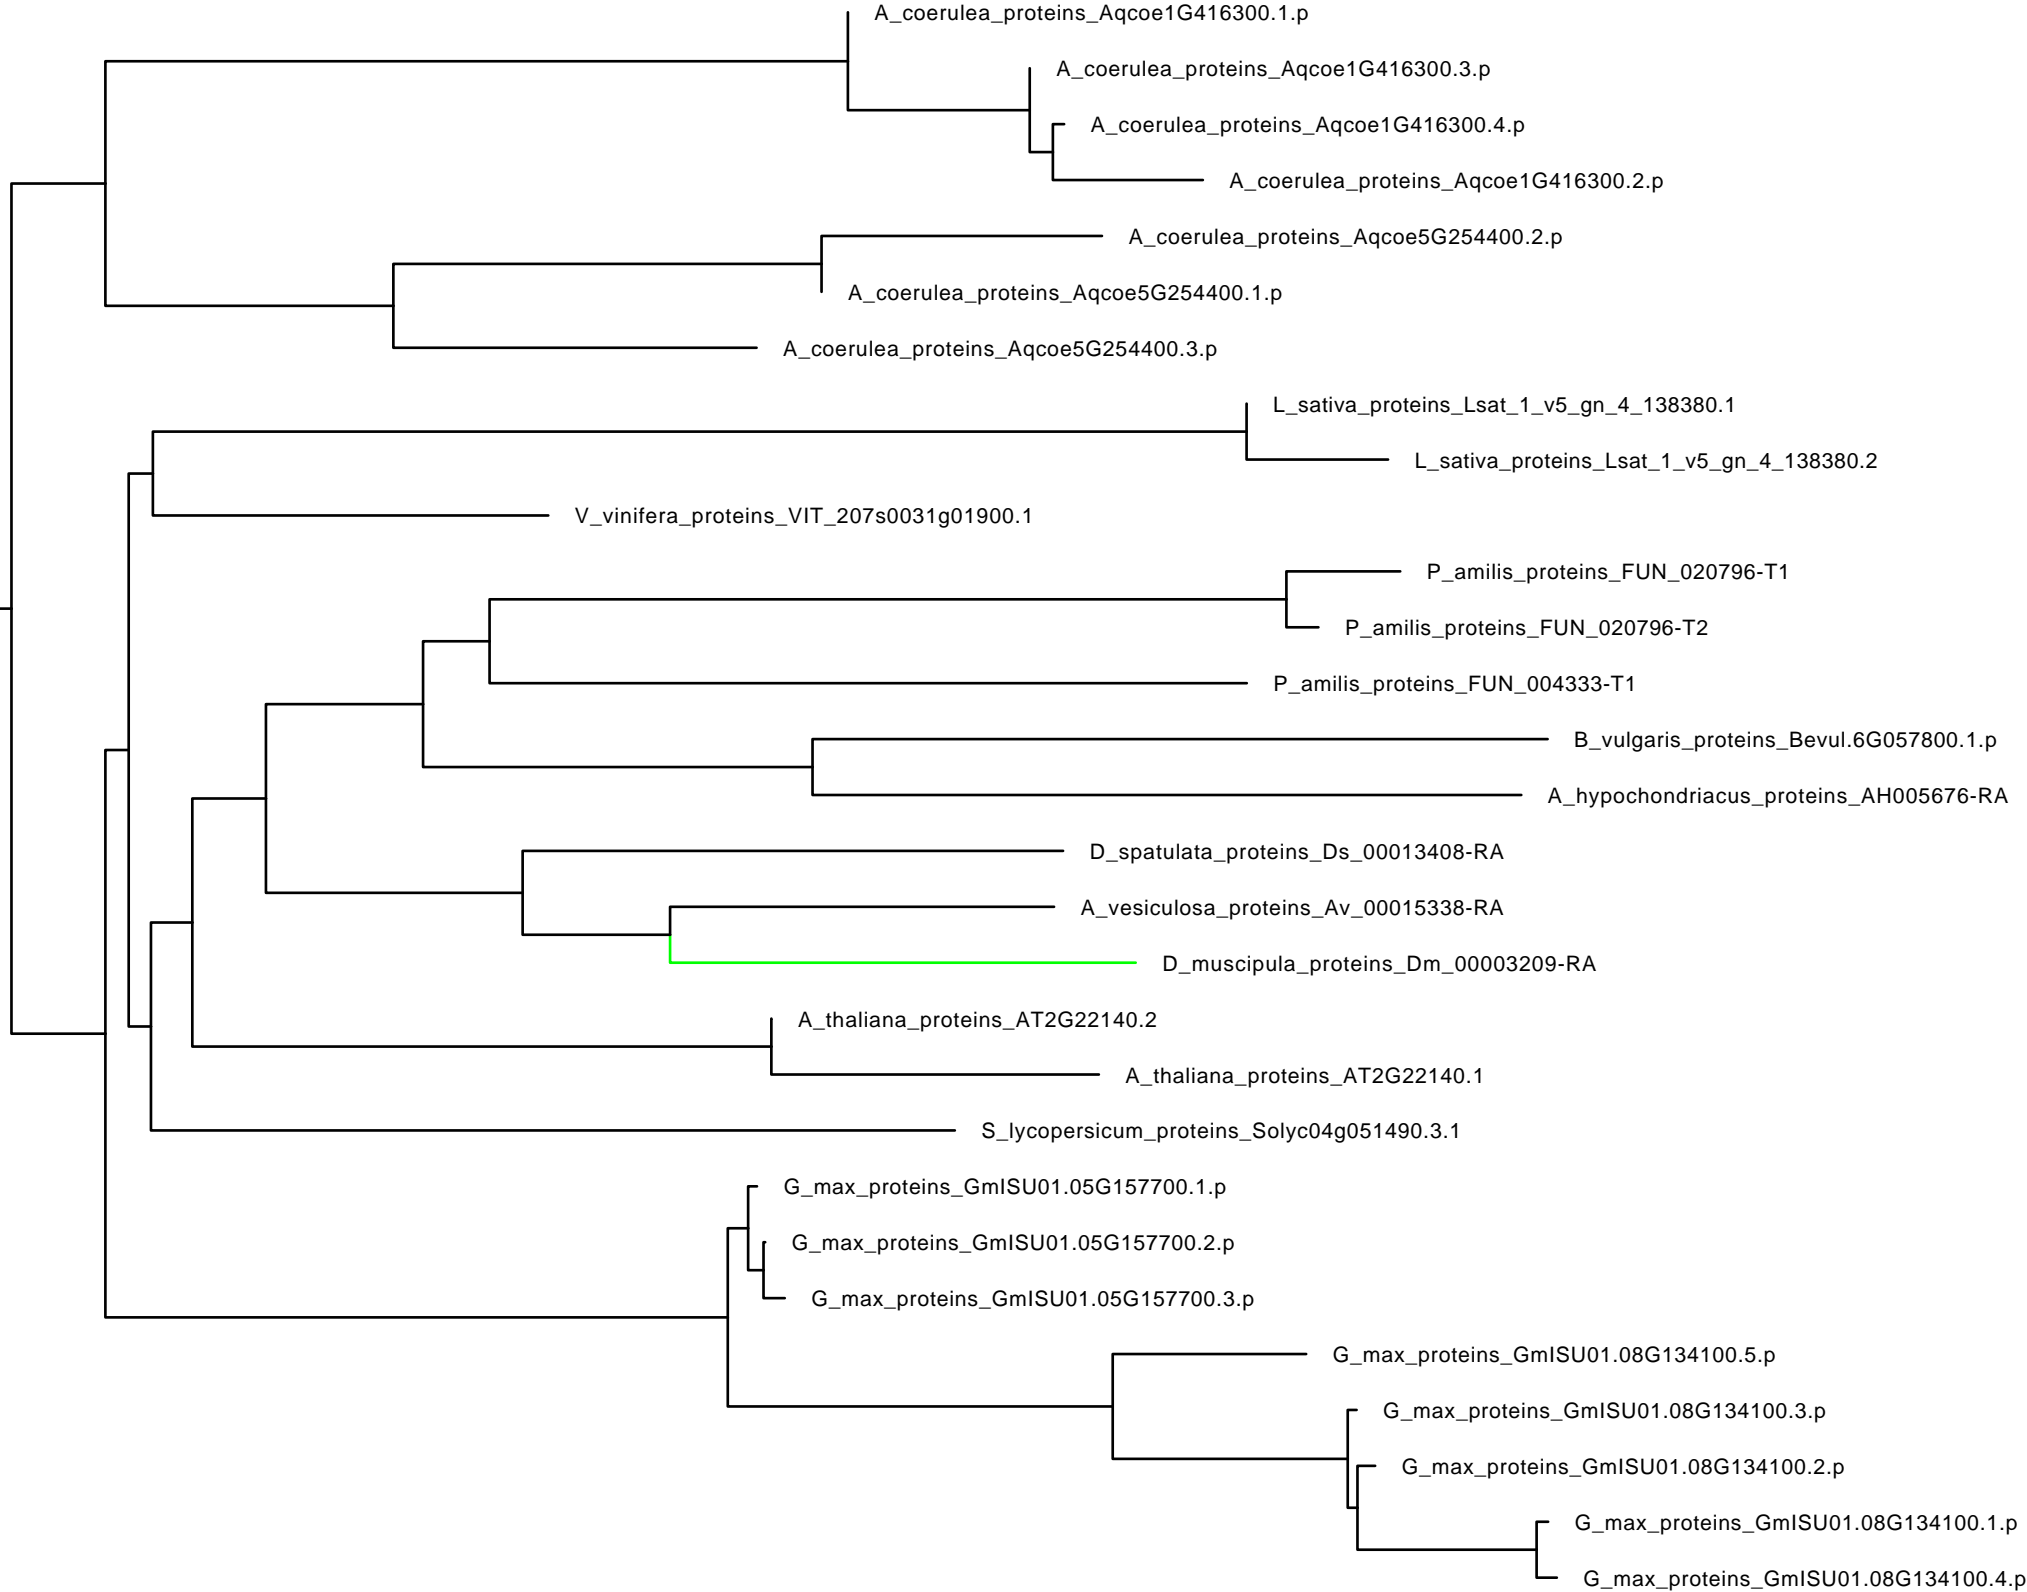 A_coerulea_proteins_Aqcoe1G416300.1.p
A_coerulea_proteins_Aqcoe1G416300.3.p
A_coerulea_proteins_Aqcoe1G416300.4.p
A_coerulea_proteins_Aqcoe1G416300.2.p
A_coerulea_proteins_Aqcoe5G254400.2.p
A_coerulea_proteins_Aqcoe5G254400.1.p
A_coerulea_proteins_Aqcoe5G254400.3.p
L_sativa_proteins_Lsat_1_v5_gn_4_138380.1
L_sativa_proteins_Lsat_1_v5_gn_4_138380.2
V_vinifera_proteins_VIT_207s0031g01900.1
P_amilis_proteins_FUN_020796-T1
P_amilis_proteins_FUN_020796-T2
P_amilis_proteins_FUN_004333-T1
B_vulgaris_proteins_Bevul.6G057800.1.p
A_hypochondriacus_proteins_AH005676-RA
D_spatulata_proteins_Ds_00013408-RA
A_vesiculosa_proteins_Av_00015338-RA
D_muscipula_proteins_Dm_00003209-RA
A_thaliana_proteins_AT2G22140.2
A_thaliana_proteins_AT2G22140.1
S_lycopersicum_proteins_Solyc04g051490.3.1
G_max_proteins_GmISU01.05G157700.1.p
G_max_proteins_GmISU01.05G157700.2.p
G_max_proteins_GmISU01.05G157700.3.p
G_max_proteins_GmISU01.08G134100.5.p
G_max_proteins_GmISU01.08G134100.3.p
G_max_proteins_GmISU01.08G134100.2.p
G_max_proteins_GmISU01.08G134100.1.p
G_max_proteins_GmISU01.08G134100.4.p